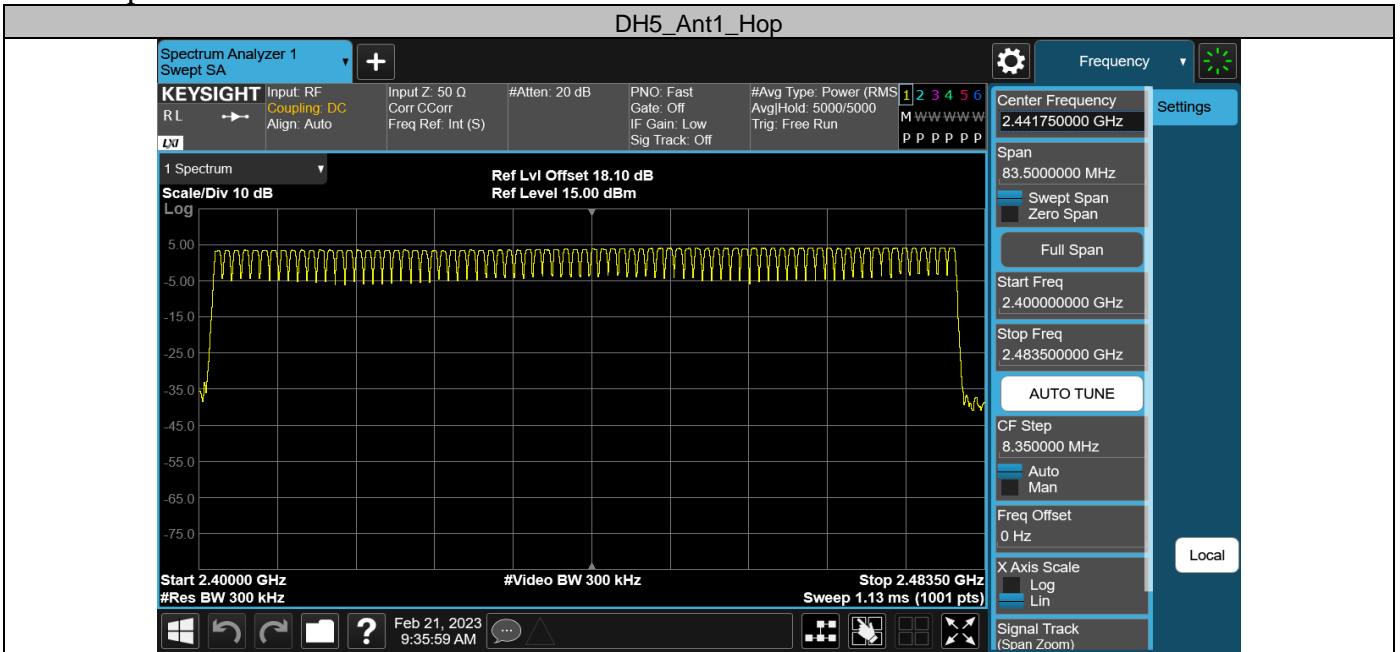 DH5_Ant1_Hop
Spectrum Analyzer 1
Swept SA
Frequency
KEYSIGHT
RL
LXI
Input: RF
Coupling: DC
Align: Auto
Input Z: 50 Ω
Corr CCorr
Freq Ref: Int (S)
#Atten: 20 dB
PNO: Fast
Gate: Off
IF Gain: Low
Sig Track: Off
#Avg Type: Power (RMS
Avg|Hold: 5000/5000
Trig: Free Run
1 2 3 4 5 6
M W W W W W
P P P P P P
1 Spectrum
Scale/Div 10 dB
Ref Lvl Offset 18.10 dB
Ref Level 15.00 dBm
Log
5.00
-5.00
-15.0
-25.0
-35.0
-45.0
-55.0
-65.0
-75.0
Start 2.40000 GHz
#Video BW 300 kHz
Stop 2.48350 GHz
#Res BW 300 kHz
Sweep 1.13 ms (1001 pts)
Feb 21, 2023
9:35:59 AM
Center Frequency
2.441750000 GHz
Settings
Span
83.5000000 MHz
Swept Span
Zero Span
Full Span
Start Freq
2.400000000 GHz
Stop Freq
2.483500000 GHz
AUTO TUNE
CF Step
8.350000 MHz
Auto
Man
Freq Offset
0 Hz
Local
X Axis Scale
Log
Lin
Signal Track
(Span Zoom)